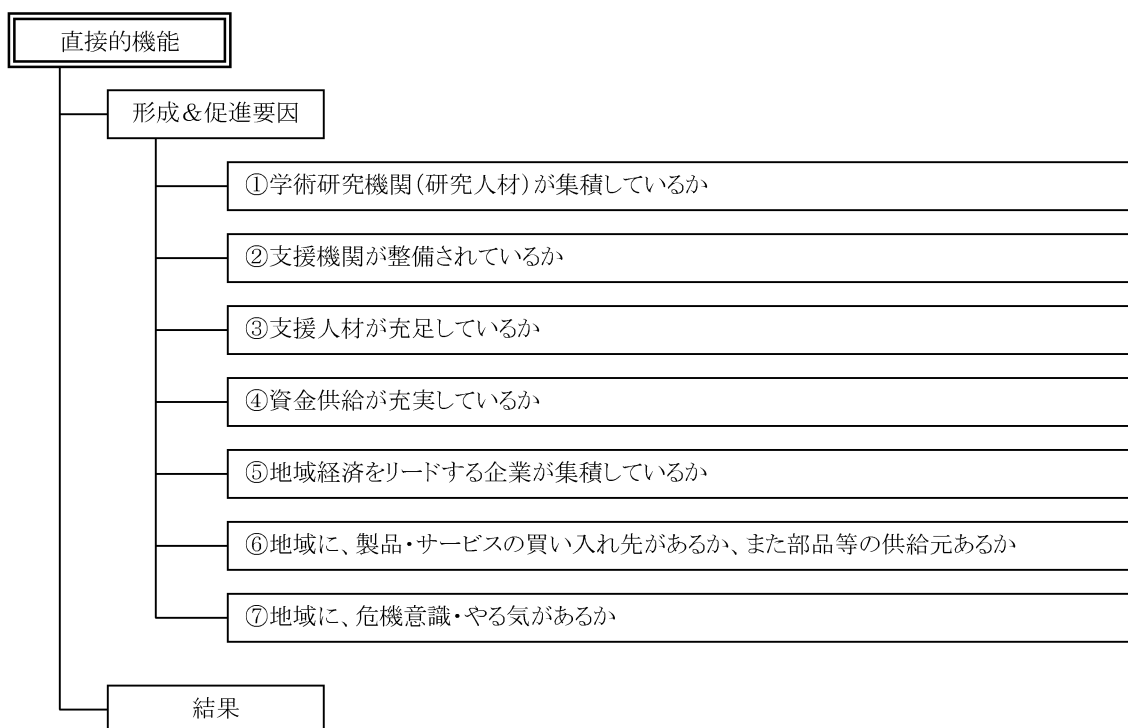 直接的機能
形成＆促進要因
①学術研究機関（研究人材）が集積しているか
②支援機関が整備されているか
③支援人材が充足しているか
④資金供給が充実しているか
⑤地域経済をリードする企業が集積しているか
⑥地域に、製品・サービスの買い入れ先があるか、また部品等の供給元あるか
⑦地域に、危機意識・やる気があるか
結果